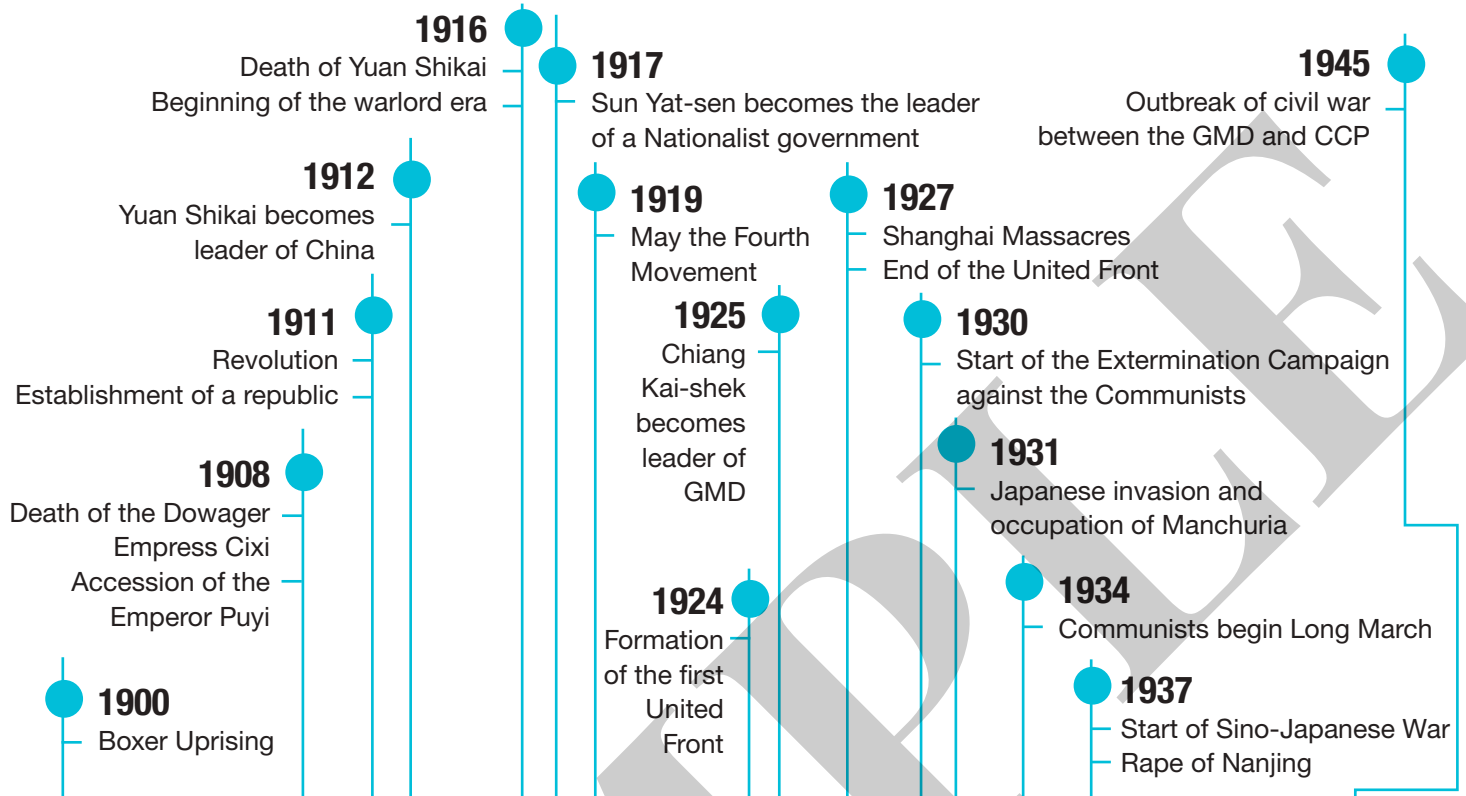 1916
Death of Yuan Shikai
Beginning of the warlord era
1917
Sun Yat-sen becomes the leader
of a Nationalist government
1945
Outbreak of civil war
between the GMD and CCP
1912
Yuan Shikai becomes
leader of China
1919
May the Fourth
Movement
1927
Shanghai Massacres
End of the United Front
1911
Revolution
Establishment of a republic
1925
Chiang
Kai-shek
becomes
leader of
GMD
1930
Start of the Extermination Campaign
against the Communists
1908
Death of the Dowager
Empress Cixi
Accession of the
Emperor Puyi
1931
Japanese invasion and
occupation of Manchuria
1924
Formation
of the first
United
Front
1934
Communists begin Long March
1900
Boxer Uprising
1937
Start of Sino-Japanese War
Rape of Nanjing
PLE